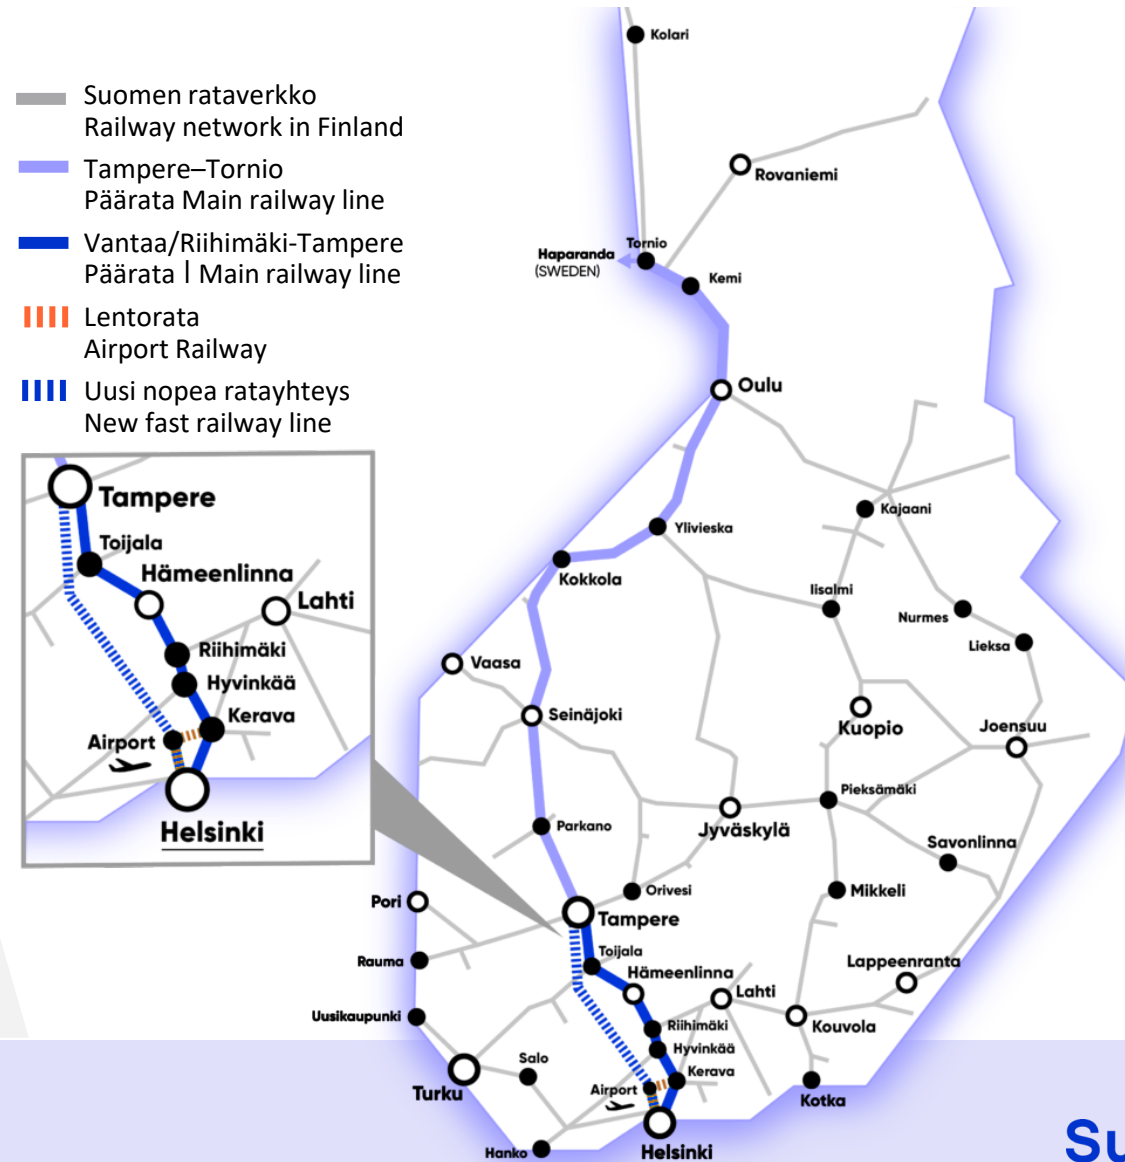 Suomen rataverkko
Railway network in Finland
Tampere–Tornio
Päärata Main railway line
Vantaa/Riihimäki-Tampere
Päärata | Main railway line
Lentorata
Airport Railway
Uusi nopea ratayhteys
New fast railway line
Tampere
Toijala
Hämeenlinna
Lahti
Riihimäki
Hyvinkää
Kerava
Airport
Helsinki
Kolari
Rovaniemi
Tornio
Haparanda
(SWEDEN)
Kemi
Oulu
Kajaani
Ylivieska
Kokkola
Iisalmi
Nurmes
Lieksa
Vaasa
Seinäjoki
Kuopio
Joensuu
Pieksämäki
Parkano
Jyväskylä
Savonlinna
Orivesi
Mikkeli
Pori
Tampere
Rauma
Toijala
Lappeenranta
Hämeenlinna
Lahti
Uusikaupunki
Riihimäki
Kouvola
Hyvinkää
Salo
Kerava
Turku
Airport
Kotka
Hanko
Helsinki
Su